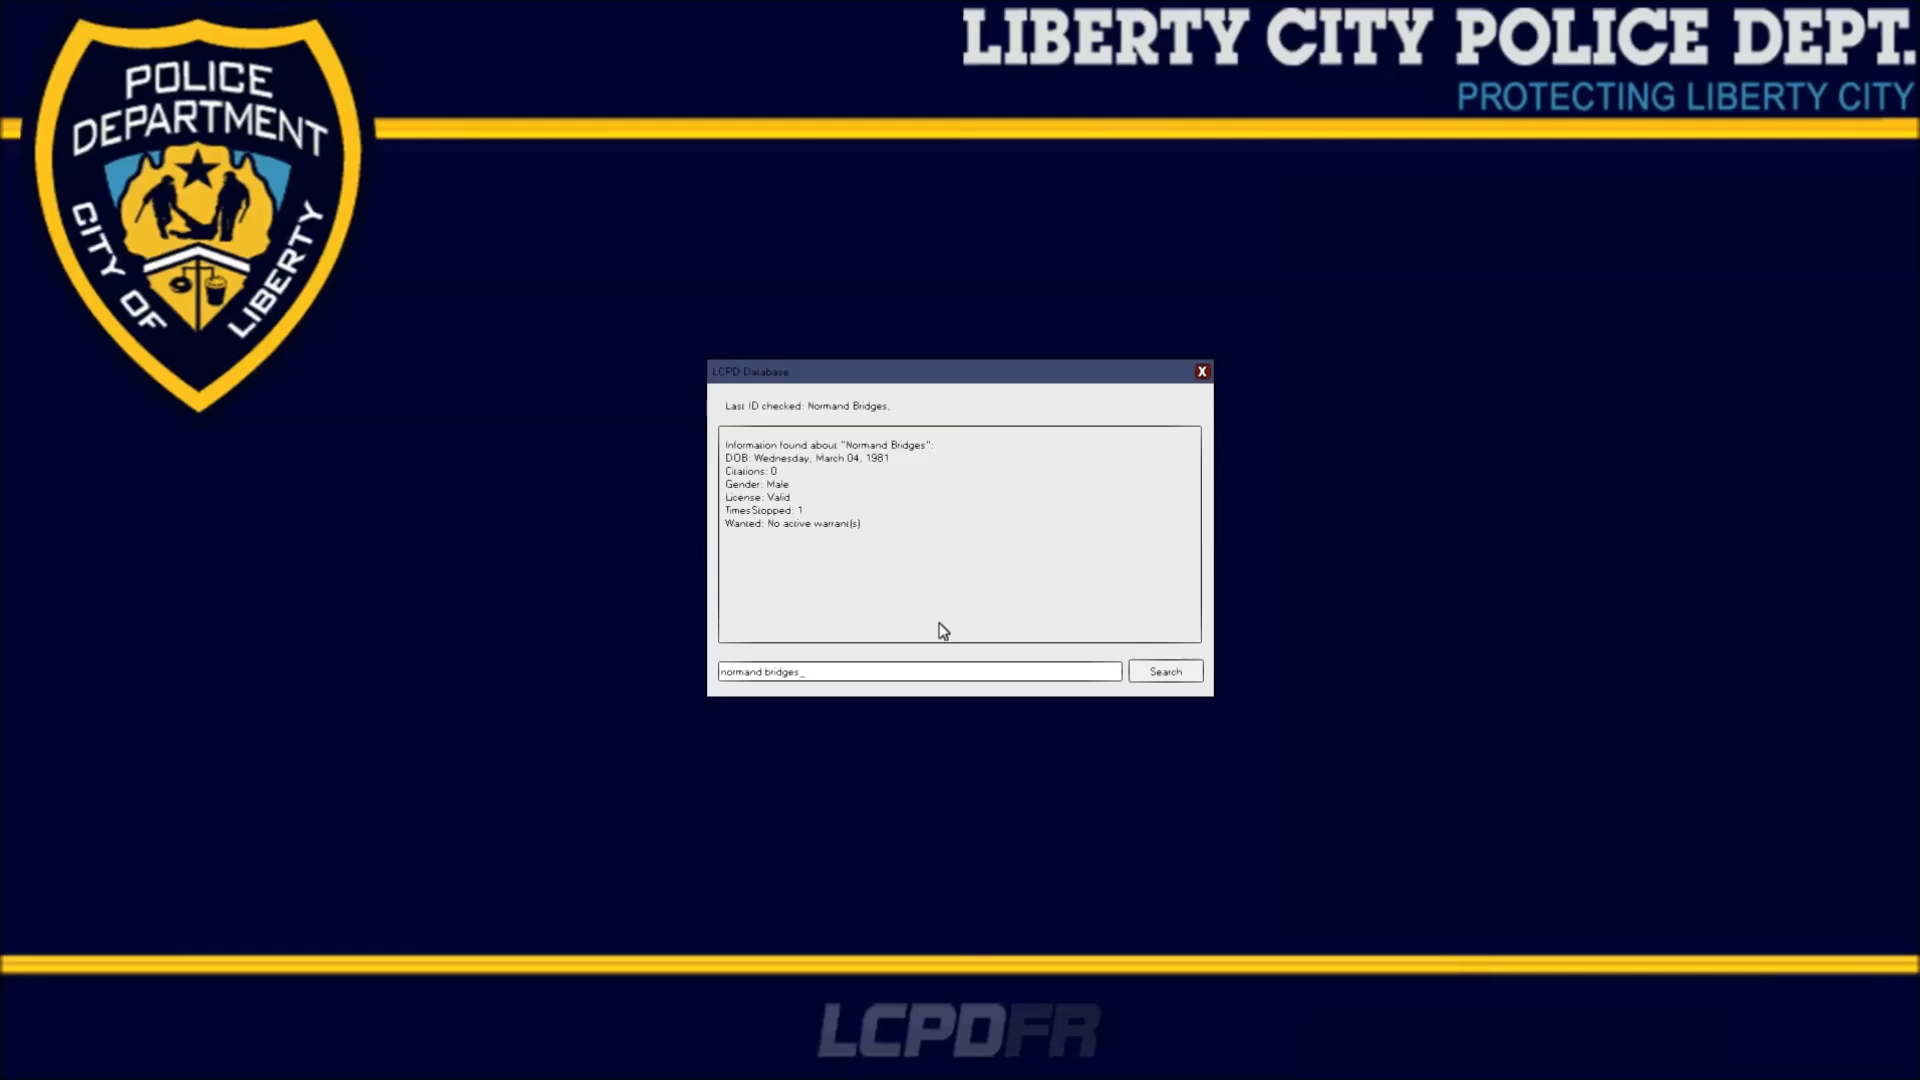 LIBERTY CITY POLICE DEPT.
PROTECTING LIBERTY CITY
POLICE
DEPARTMENT
CITY OF LIBERTY
LCPD Database
X
Last ID checked: Normand Bridges,
Information found about "Normand Bridges":
DOB: Wednesday, March 04, 1981
Citations: 0
Gender: Male
License: Valid
TimesStopped: 1
Wanted: No active warrant(s)
normand bridges_
Search
LCPDFR